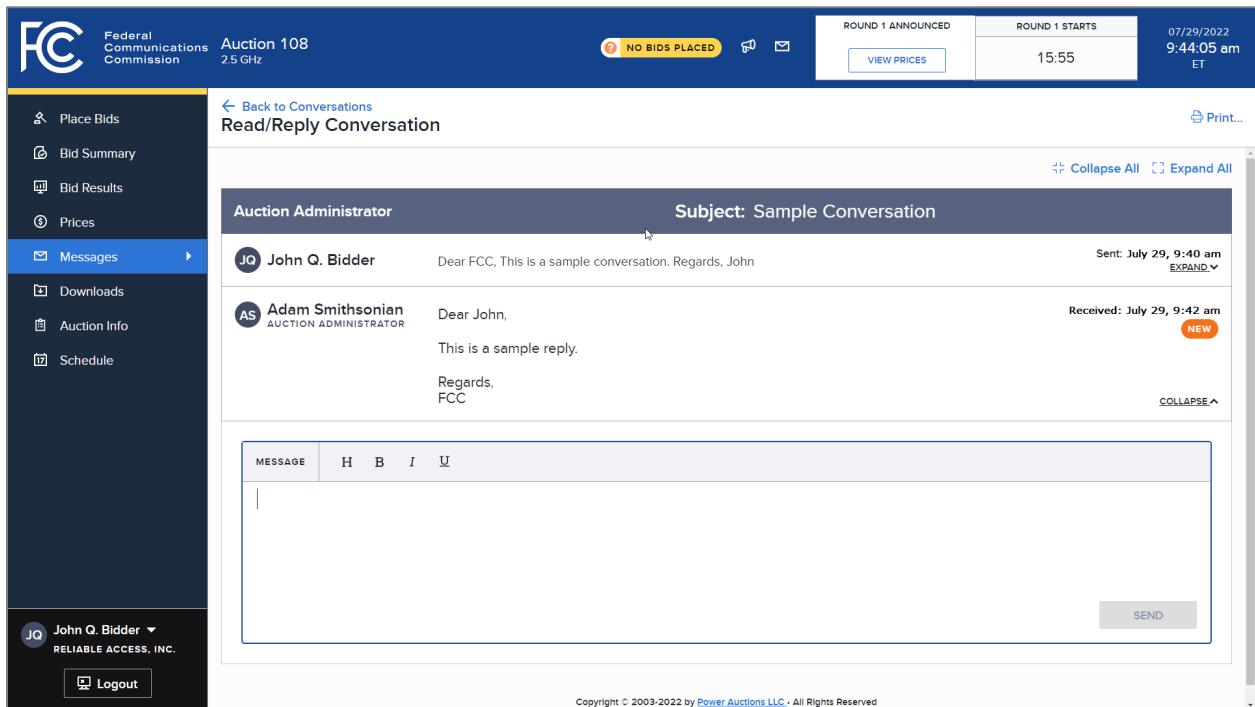 FCC
Federal
Communications
Commission
Auction 108
2.5 GHz
? NO BIDS PLACED
ROUND 1 ANNOUNCED
VIEW PRICES
ROUND 1 STARTS
15:55
07/29/2022
9:44:05 am
ET
Place Bids
Bid Summary
Bid Results
Prices
Messages
Downloads
Auction Info
17 Schedule
JQ John Q. Bidder
RELIABLE ACCESS, INC.
Logout
Back to Conversations
Read/Reply Conversation
Print...
Collapse All Expand All
Auction Administrator Subject: Sample Conversation
JQ John Q. Bidder Dear FCC, This is a sample conversation. Regards, John Sent: July 29, 9:40 am
EXPAND
AS Adam Smithsonian
AUCTION ADMINISTRATOR
Dear John,
This is a sample reply.
Regards,
FCC
Received: July 29, 9:42 am
NEW
COLLAPSE
MESSAGE H B I U
SEND
Copyright © 2003-2022 by Power Auctions LLC - All Rights Reserved